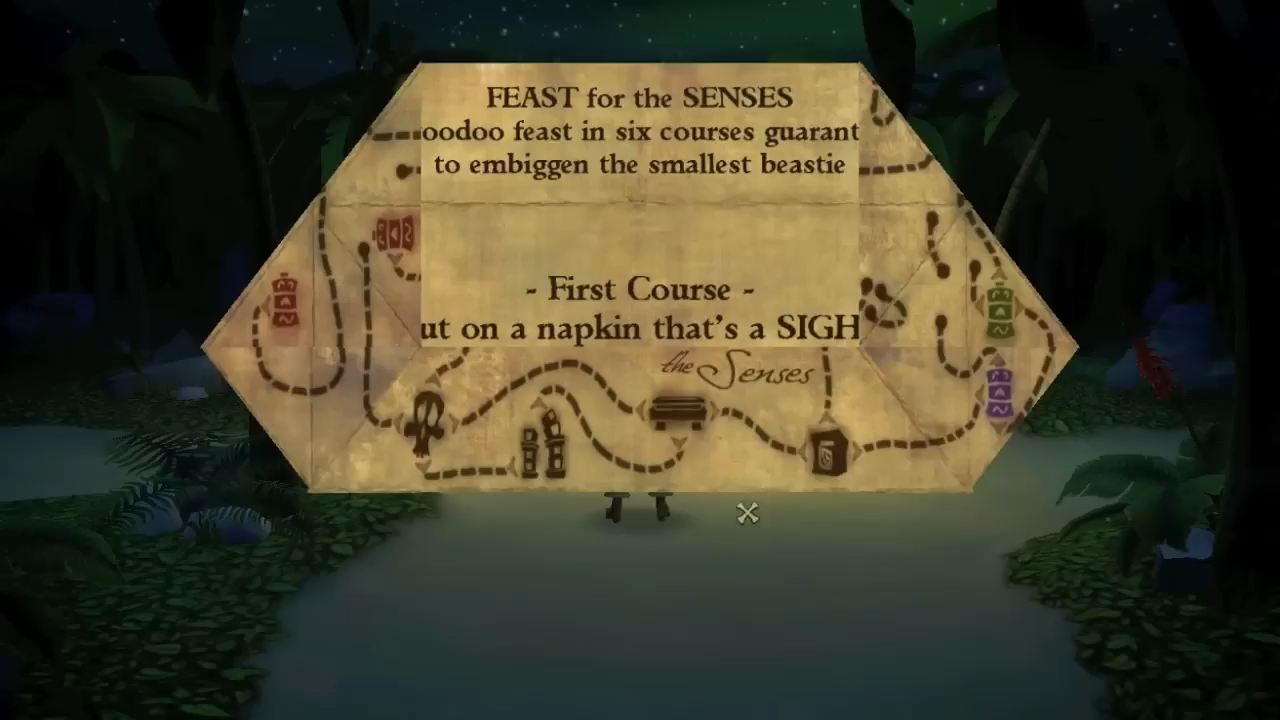 FEAST for the SENSES
oodoo feast in six courses guarant
to embiggen the smallest beastie
- First Course -
ut on a napkin that's a SIGH
the Senses